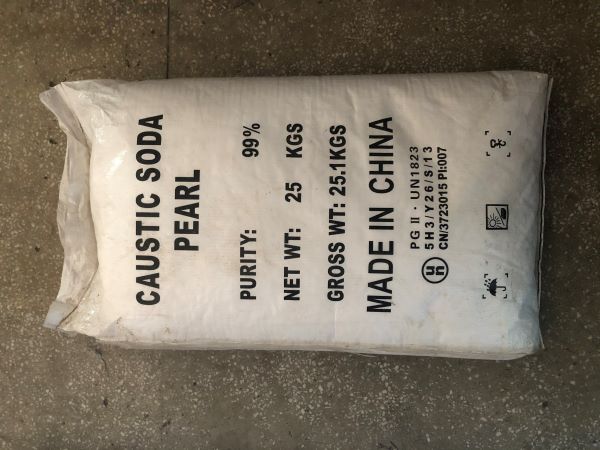 CAUSTIC SODA
PEARL
PURITY: 99%
NET WT: 25 KGS
GROSS WT: 25.1KGS
MADE IN CHINA
PG II · UN1823
5H3/Y26/S/13
CN/3723015 PI:007
un